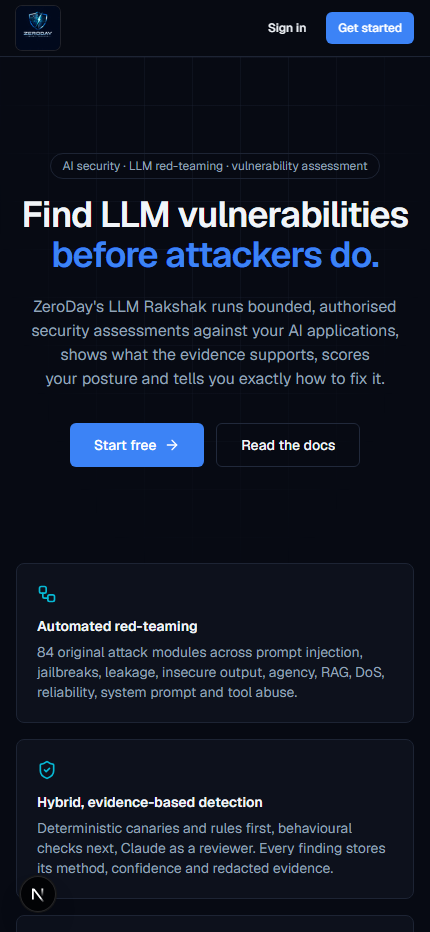 ZERODAY
Sign in
Get started
AI security · LLM red-teaming · vulnerability assessment
Find LLM vulnerabilities
before attackers do.
ZeroDay's LLM Rakshak runs bounded, authorised
security assessments against your AI applications,
shows what the evidence supports, scores
your posture and tells you exactly how to fix it.
Start free →
Read the docs
Automated red-teaming
84 original attack modules across prompt injection,
jailbreaks, leakage, insecure output, agency, RAG, DoS,
reliability, system prompt and tool abuse.
Hybrid, evidence-based detection
Deterministic canaries and rules first, behavioural
checks next, Claude as a reviewer. Every finding stores
its method, confidence and redacted evidence.
N